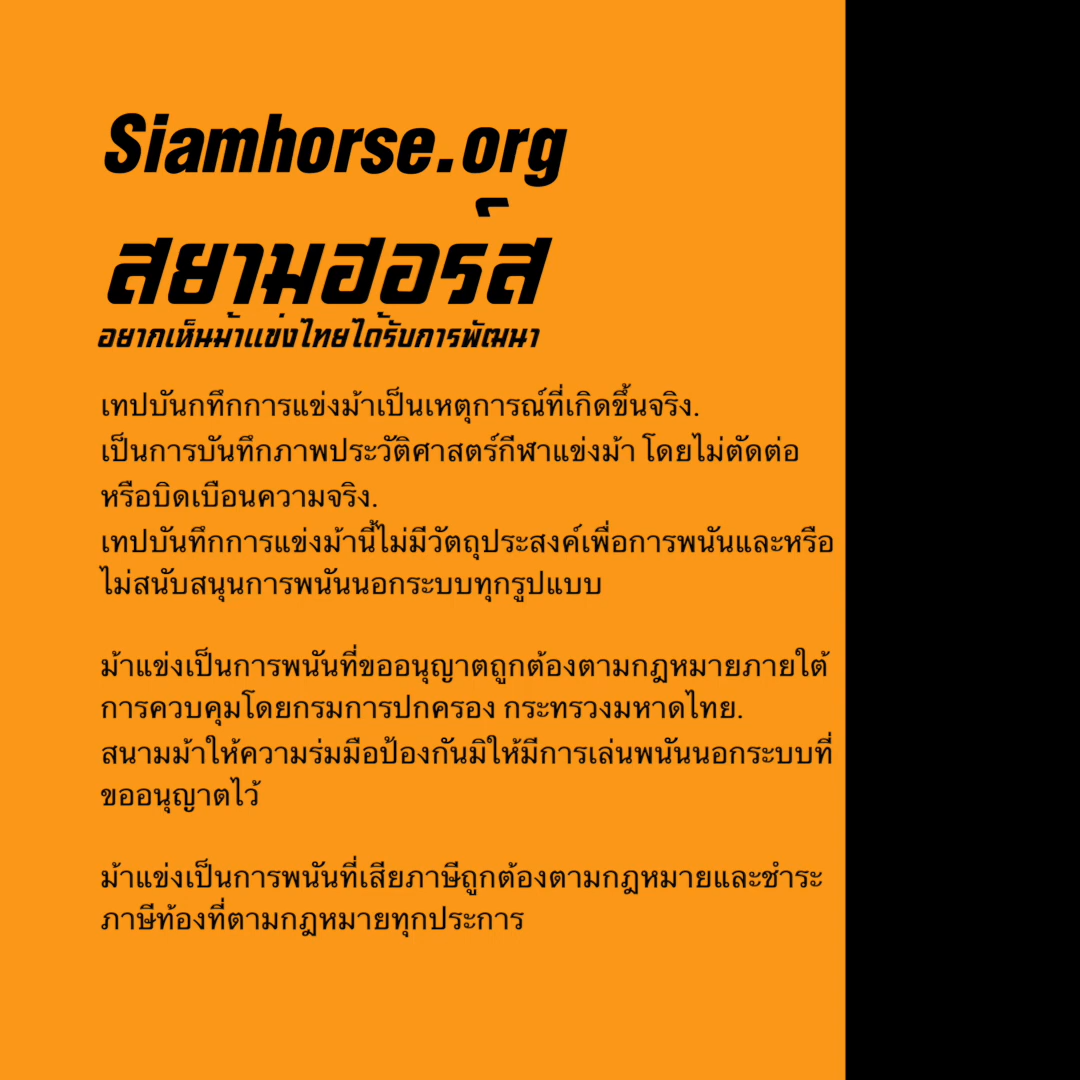 Siamhorse.org
สยามฮอร์ส
อยากเห็นม้าแข่งไทยได้รับการพัฒนา
เทปบันกทึกการแข่งม้าเป็นเหตุการณ์ที่เกิดขึ้นจริง.
เป็นการบันทึกภาพประวัติศาสตร์กีฬาแข่งม้า โดยไม่ตัดต่อ
หรือบิดเบือนความจริง.
เทปบันทึกการแข่งม้านี้ไม่มีวัตถุประสงค์เพื่อการพนันและหรือ
ไม่สนับสนุนการพนันนอกระบบทุกรูปแบบ
ม้าแข่งเป็นการพนันที่ขออนุญาตถูกต้องตามกฎหมายภายใต้
การควบคุมโดยกรมการปกครอง กระทรวงมหาดไทย.
สนามม้าให้ความร่มมือป้องกันมิให้มีการเล่นพนันนอกระบบที่
ขออนุญาตไว้
ม้าแข่งเป็นการพนันที่เสียภาษีถูกต้องตามกฎหมายและชำระ
ภาษีท้องที่ตามกฎหมายทุกประการ